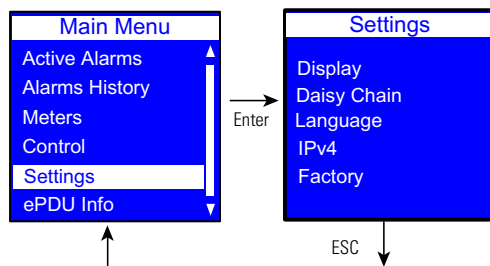 Main Menu
Active Alarms
Alarms History
Meters
Control
Settings
ePDU Info
Enter
Settings
Display
Daisy Chain
Language
IPv4
Factory
ESC